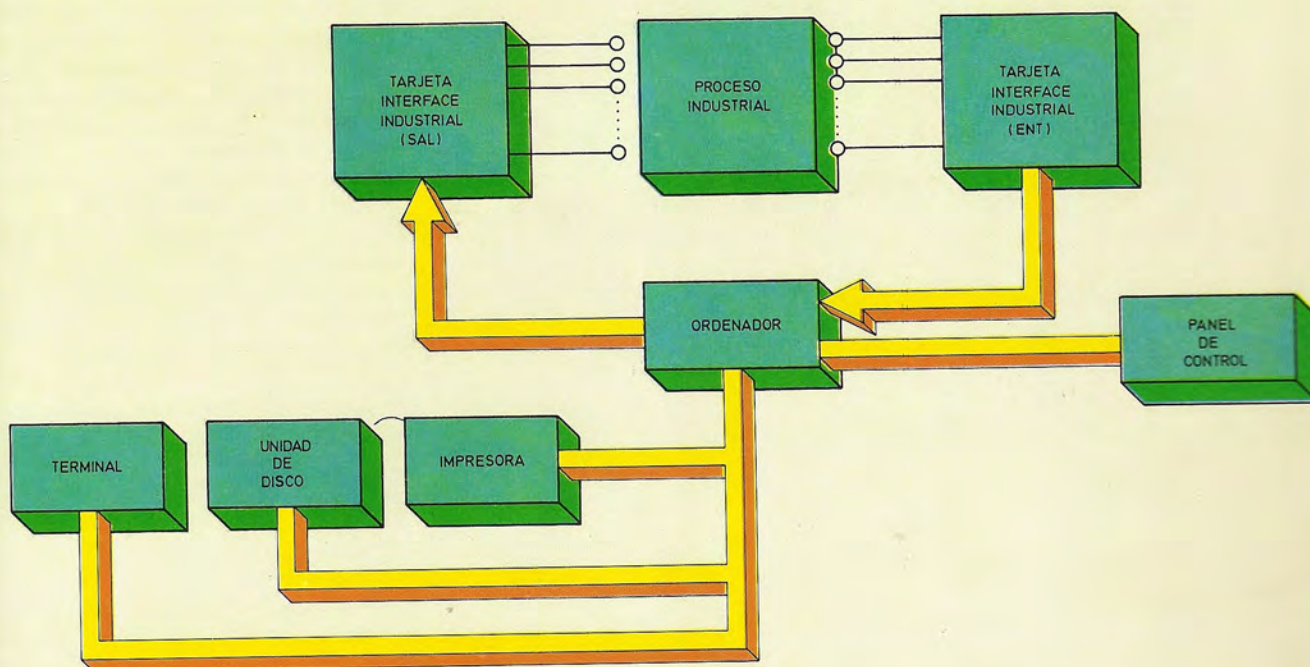 TARJETA
INTERFACE
INDUSTRIAL
(SAL)
PROCESO
INDUSTRIAL
TARJETA
INTERFACE
INDUSTRIAL
(ENT)
ORDENADOR
PANEL
DE
CONTROL
TERMINAL
UNIDAD
DE
DISCO
IMPRESORA